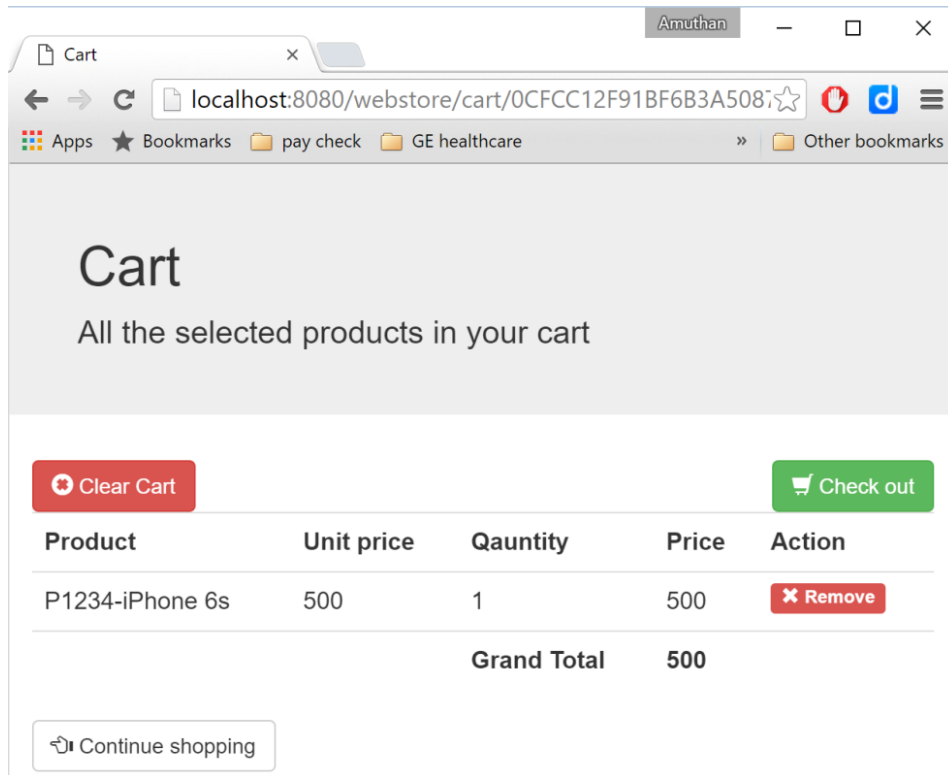 Amuthan
Cart
localhost:8080/webstore/cart/0CFCC12F91BF6B3A5087
Apps Bookmarks pay check GE healthcare » Other bookmarks
Cart
All the selected products in your cart
Clear Cart Check out
Product Unit price Qauntity Price Action
P1234-iPhone 6s 500 1 500 Remove
Grand Total 500
Continue shopping